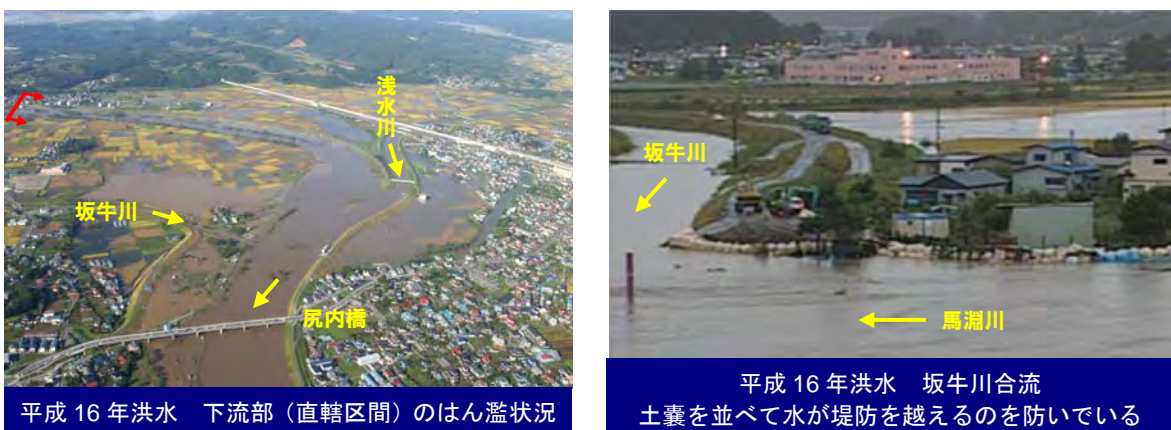 浅水川
坂牛川
尻内橋
平成 16 年洪水 下流部（直轄区間）のはん濫状況
坂牛川
馬淵川
平成 16 年洪水 坂牛川合流
土嚢を並べて水が堤防を越えるのを防いでいる